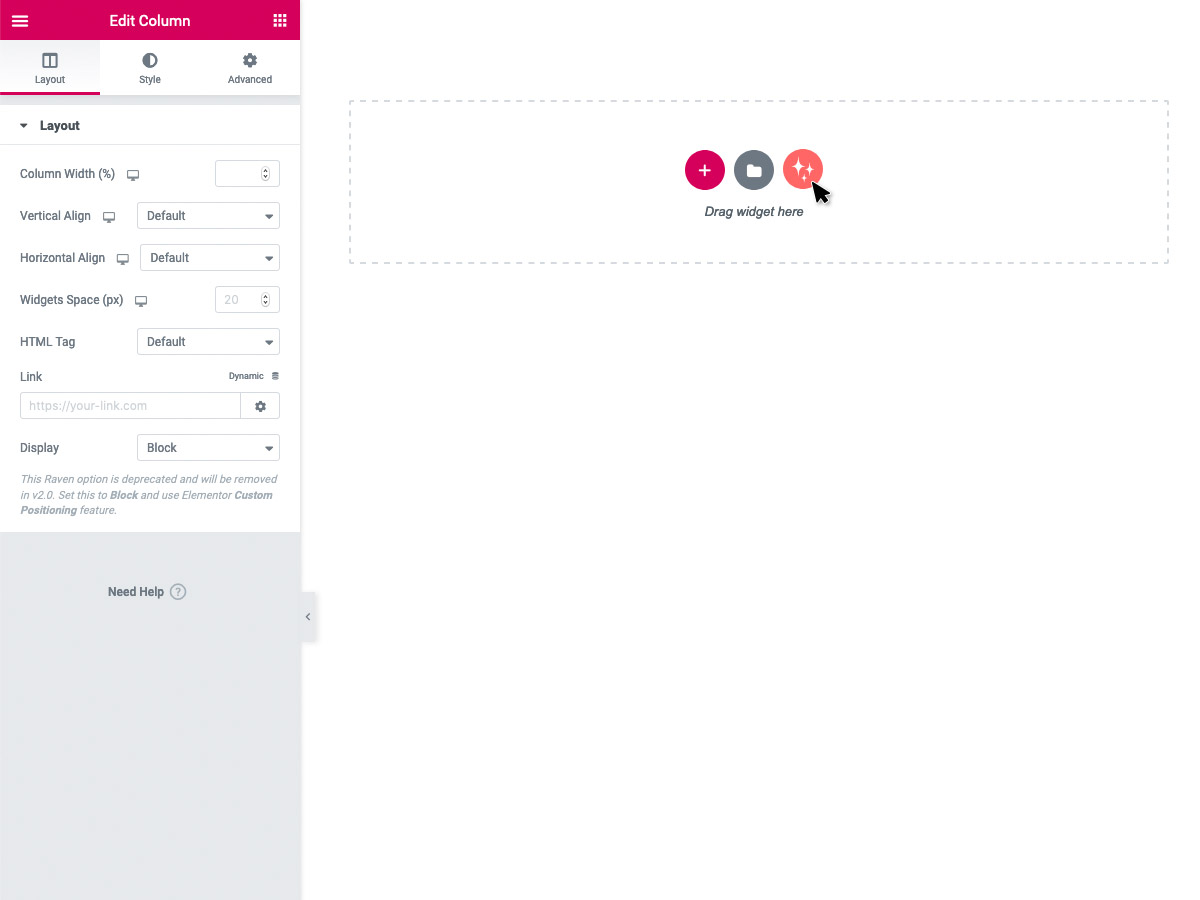 Edit Column
Layout
Style
Advanced
Layout
Column Width (%)
Vertical Align
Default
Horizontal Align
Default
Widgets Space (px)
20
HTML Tag
Default
Link
Dynamic
https://your-link.com
Display
Block
This Raven option is deprecated and will be removed
in v2.0. Set this to Block and use Elementor Custom
Positioning feature.
Need Help ?
Drag widget here